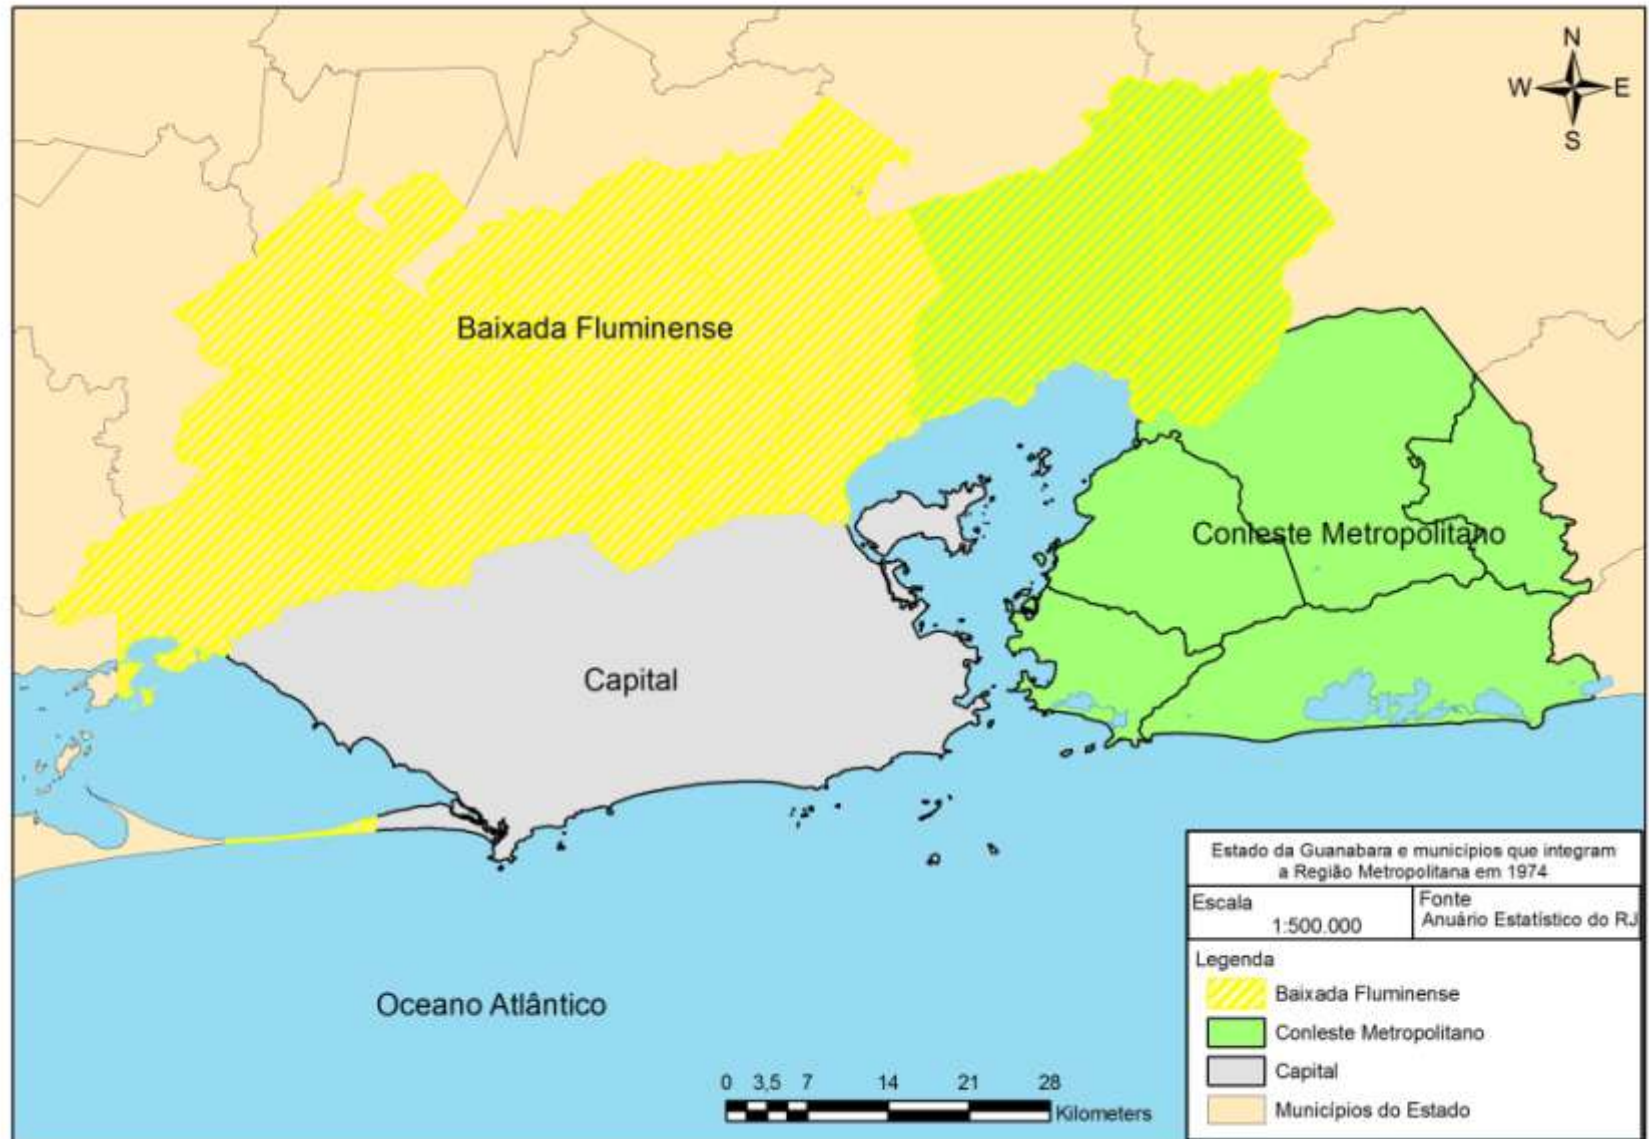 N
W E
S
Baixada Fluminense
Conleste Metropolitano
Capital
Oceano Atlântico
0 3,5 7 14 21 28
Kilometers
Estado da Guanabara e municípios que integram
a Região Metropolitana em 1974
Escala
1:500.000
Fonte
Anuário Estatístico do RJ
Legenda
Baixada Fluminense
Conleste Metropolitano
Capital
Municípios do Estado